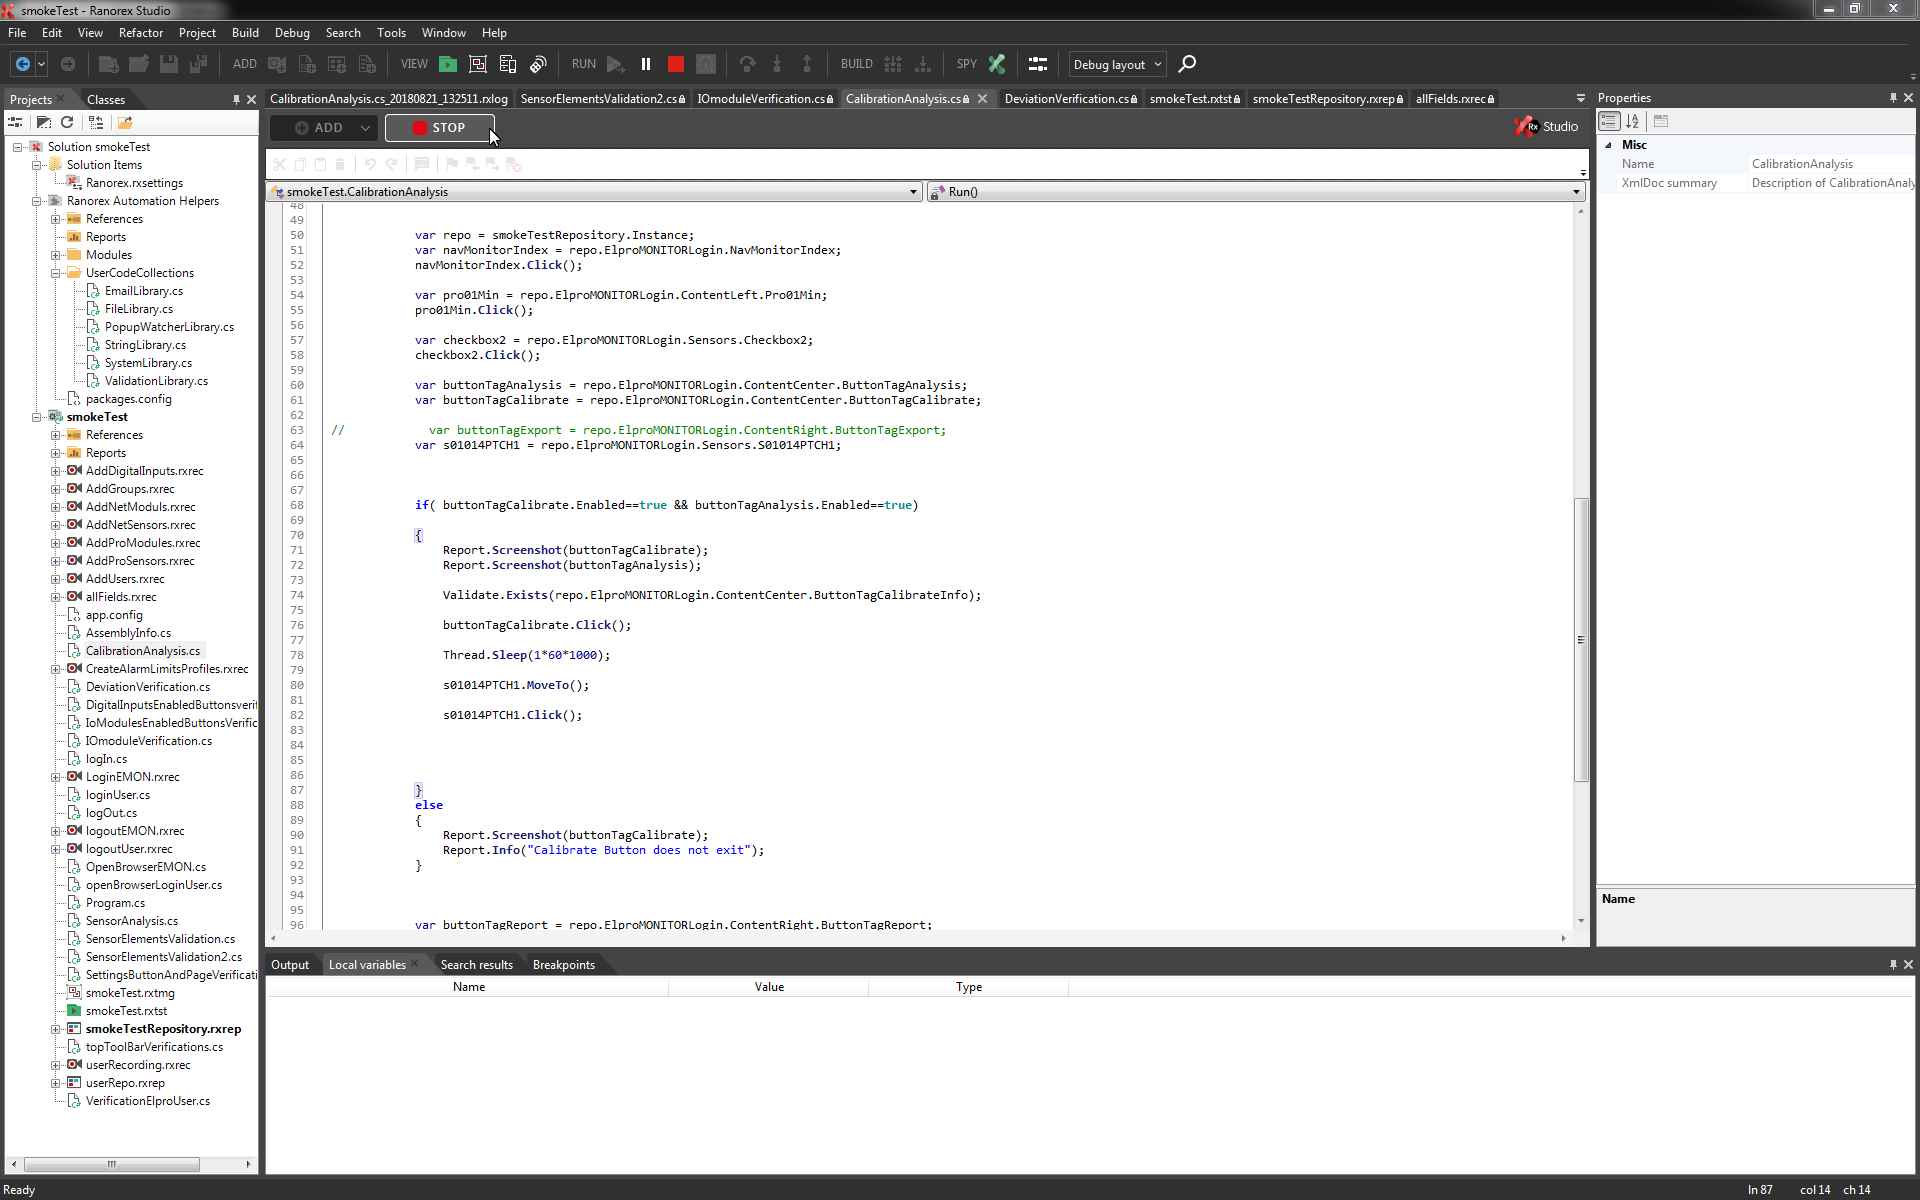 smokeTest - Ranorex Studio
File Edit View Refactor Project Build Debug Search Tools Window Help
ADD VIEW RUN BUILD SPY Debug layout
Projects Classes
CalibrationAnalysis.cs_20180821_132511.rxlog SensorElementsValidation2.cs IOmoduleVerification.cs CalibrationAnalysis.cs DeviationVerification.cs smokeTest.rxtst smokeTestRepository.rxrep allFields.rxrec
Properties
ADD STOP
Rx Studio
smokeTest.CalibrationAnalysis Run()
Solution smokeTest
Solution Items
Ranorex.rxsettings
Ranorex Automation Helpers
References
Reports
Modules
UserCodeCollections
EmailLibrary.cs
FileLibrary.cs
PopupWatcherLibrary.cs
StringLibrary.cs
SystemLibrary.cs
ValidationLibrary.cs
packages.config
smokeTest
References
Reports
AddDigitalInputs.rxrec
AddGroups.rxrec
AddNetModuls.rxrec
AddNetSensors.rxrec
AddProModules.rxrec
AddProSensors.rxrec
AddUsers.rxrec
allFields.rxrec
app.config
AssemblyInfo.cs
CalibrationAnalysis.cs
CreateAlarmLimitsProfiles.rxrec
DeviationVerification.cs
DigitalInputsEnabledButtonsverif
IoModulesEnabledButtonsVerific
IOmoduleVerification.cs
logIn.cs
LoginEMON.rxrec
loginUser.cs
logOut.cs
logoutEMON.rxrec
logoutUser.rxrec
OpenBrowserEMON.cs
openBrowserLoginUser.cs
Program.cs
SensorAnalysis.cs
SensorElementsValidation.cs
SensorElementsValidation2.cs
SettingsButtonAndPageVerificati
smokeTest.rxtmg
smokeTest.rxtst
smokeTestRepository.rxrep
topToolBarVerifications.cs
userRecording.rxrec
userRepo.rxrep
VerificationElproUser.cs
48
49
50 var repo = smokeTestRepository.Instance;
51 var navMonitorIndex = repo.ElproMONITORLogin.NavMonitorIndex;
52 navMonitorIndex.Click();
53
54 var pro01Min = repo.ElproMONITORLogin.ContentLeft.Pro01Min;
55 pro01Min.Click();
56
57 var checkbox2 = repo.ElproMONITORLogin.Sensors.Checkbox2;
58 checkbox2.Click();
59
60 var buttonTagAnalysis = repo.ElproMONITORLogin.ContentCenter.ButtonTagAnalysis;
61 var buttonTagCalibrate = repo.ElproMONITORLogin.ContentCenter.ButtonTagCalibrate;
62
63 // var buttonTagExport = repo.ElproMONITORLogin.ContentRight.ButtonTagExport;
64 var s01014PTCH1 = repo.ElproMONITORLogin.Sensors.S01014PTCH1;
65
66
67
68 if( buttonTagCalibrate.Enabled==true && buttonTagAnalysis.Enabled==true)
69
70 {
71 Report.Screenshot(buttonTagCalibrate);
72 Report.Screenshot(buttonTagAnalysis);
73
74 Validate.Exists(repo.ElproMONITORLogin.ContentCenter.ButtonTagCalibrateInfo);
75
76 buttonTagCalibrate.Click();
77
78 Thread.Sleep(1*60*1000);
79
80 s01014PTCH1.MoveTo();
81
82 s01014PTCH1.Click();
83
84
85
86
87 }
88 else
89 {
90 Report.Screenshot(buttonTagCalibrate);
91 Report.Info("Calibrate Button does not exit");
92 }
93
94
95
96 var buttonTagReport = repo.ElproMONITORLogin.ContentRight.ButtonTagReport;
Misc
Name CalibrationAnalysis
XmlDoc summary Description of CalibrationAnaly
Name
Output Local variables Search results Breakpoints
Name Value Type
Ready ln 87 col 14 ch 14